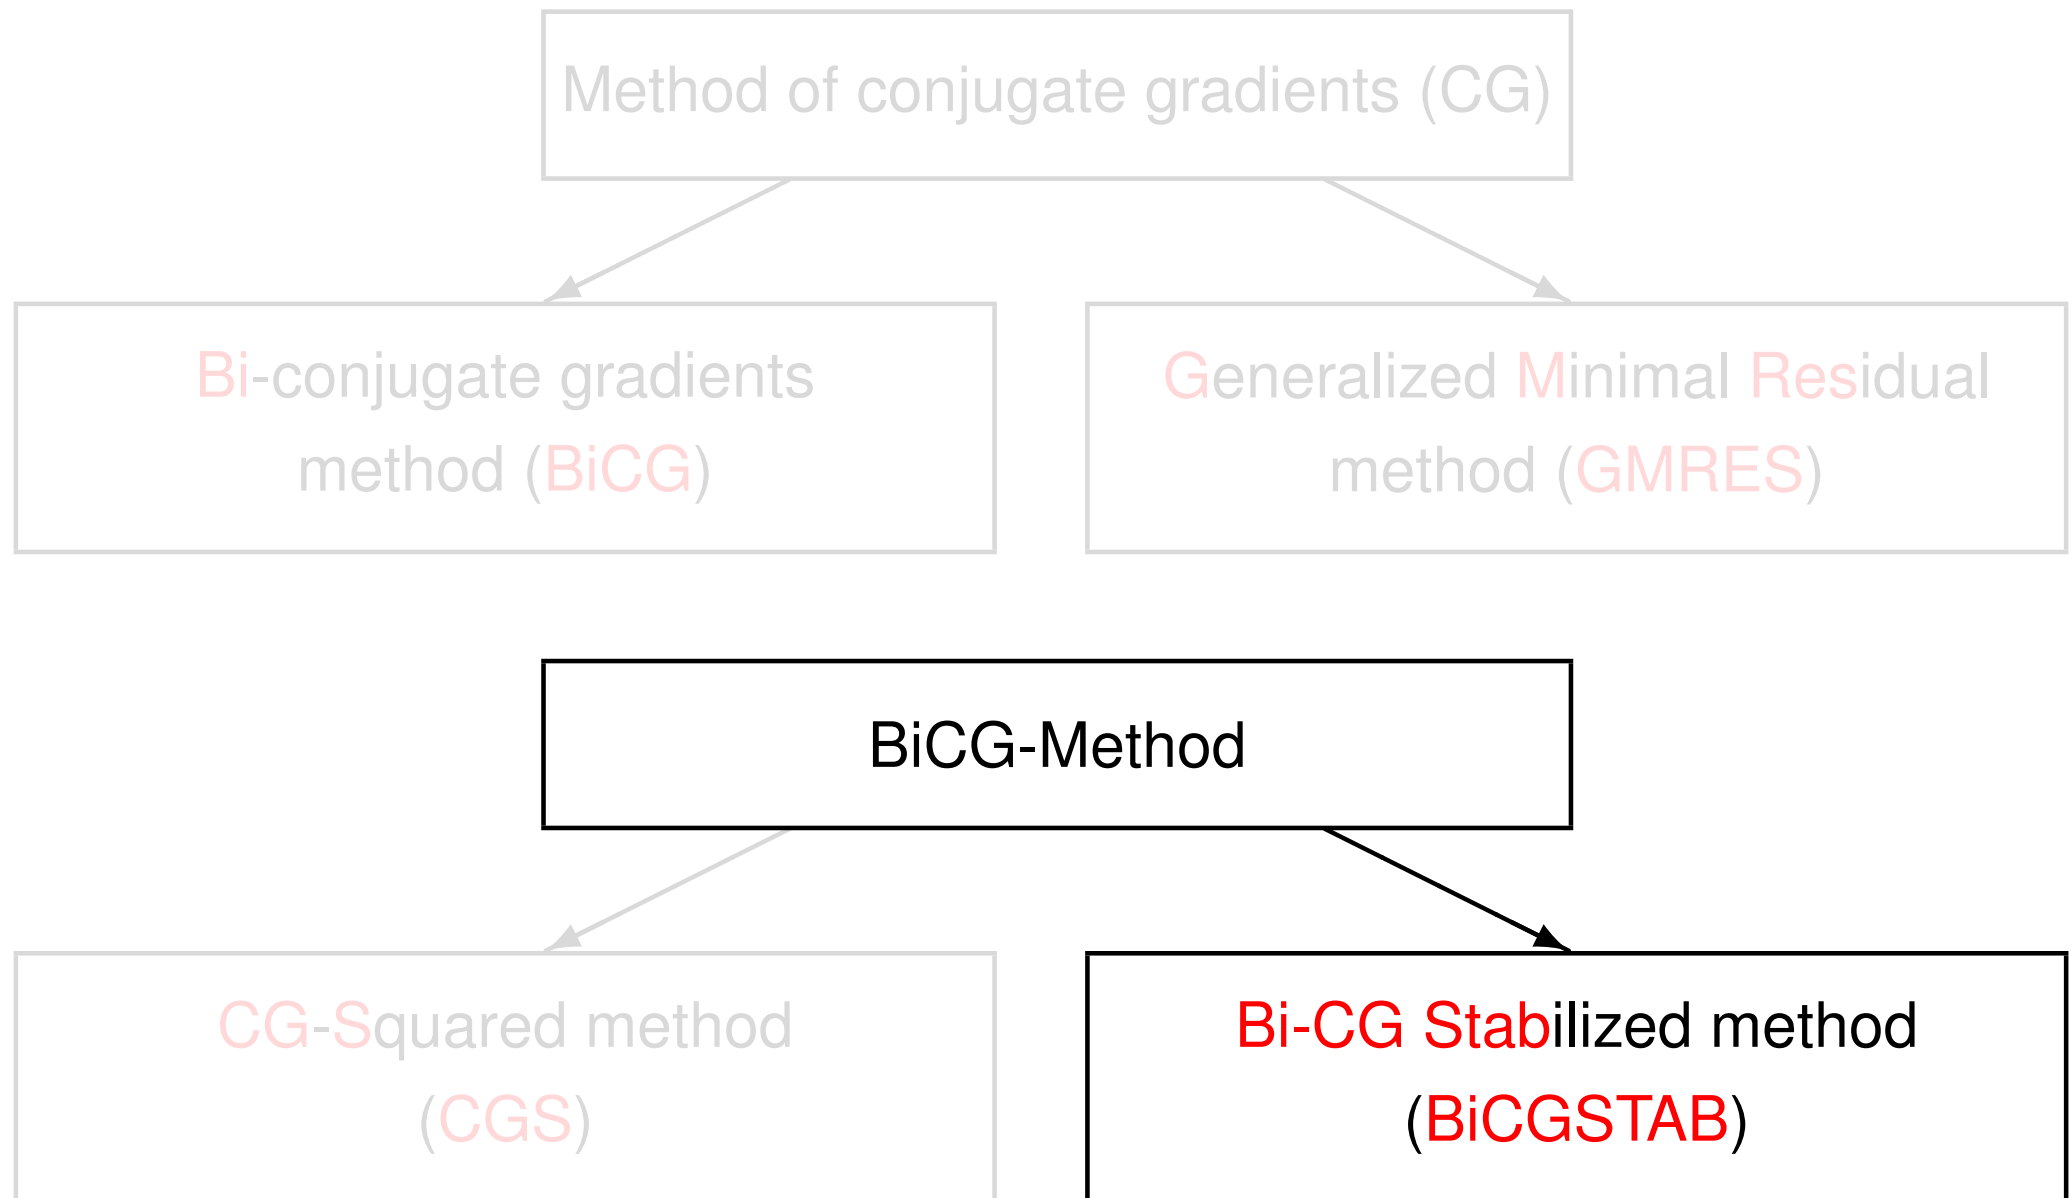 Method of conjugate gradients (CG)
Bi-conjugate gradients
method (BiCG)
Generalized Minimal Residual
method (GMRES)
BiCG-Method
CG-Squared method
(CGS)
Bi-CG Stabilized method
(BiCGSTAB)